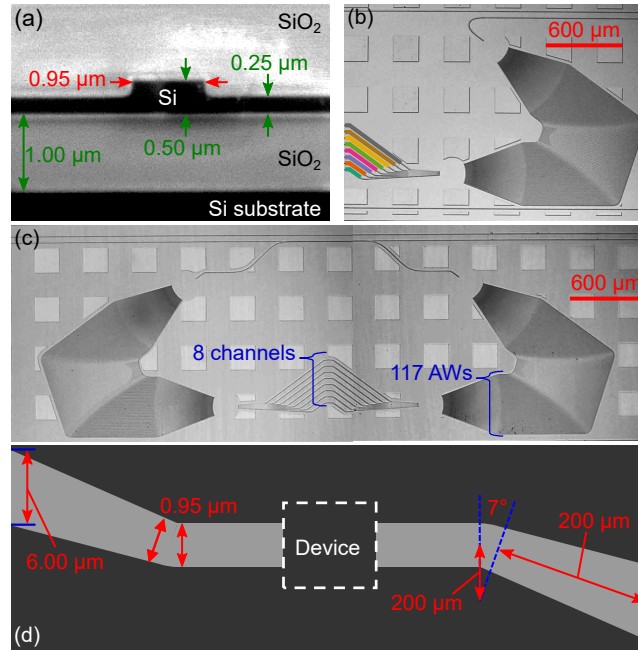 (a)
SiO2
0.95 µm
0.25 µm
Si
1.00 µm
0.50 µm
SiO2
Si substrate
(b)
600 µm
(c)
600 µm
8 channels
117 AWs
0.95 µm
6.00 µm
Device
7°
200 µm
200 µm
(d)